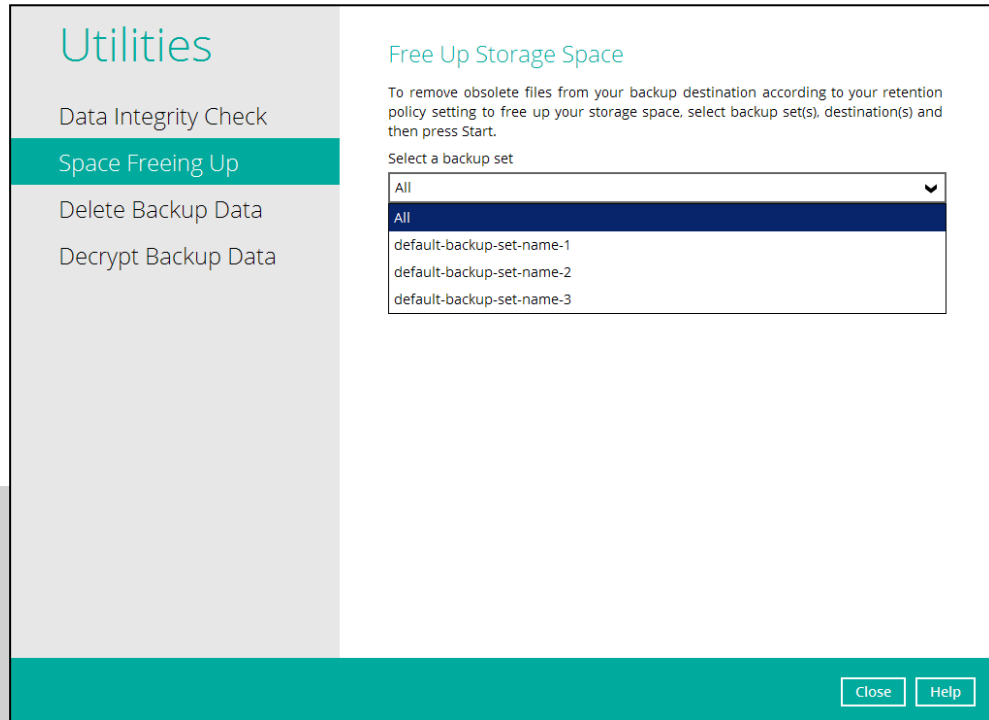 Utilities
Data Integrity Check
Space Freeing Up
Delete Backup Data
Decrypt Backup Data
Free Up Storage Space
To remove obsolete files from your backup destination according to your retention
policy setting to free up your storage space, select backup set(s), destination(s) and
then press Start.
Select a backup set
All
All
default-backup-set-name-1
default-backup-set-name-2
default-backup-set-name-3
Close
Help